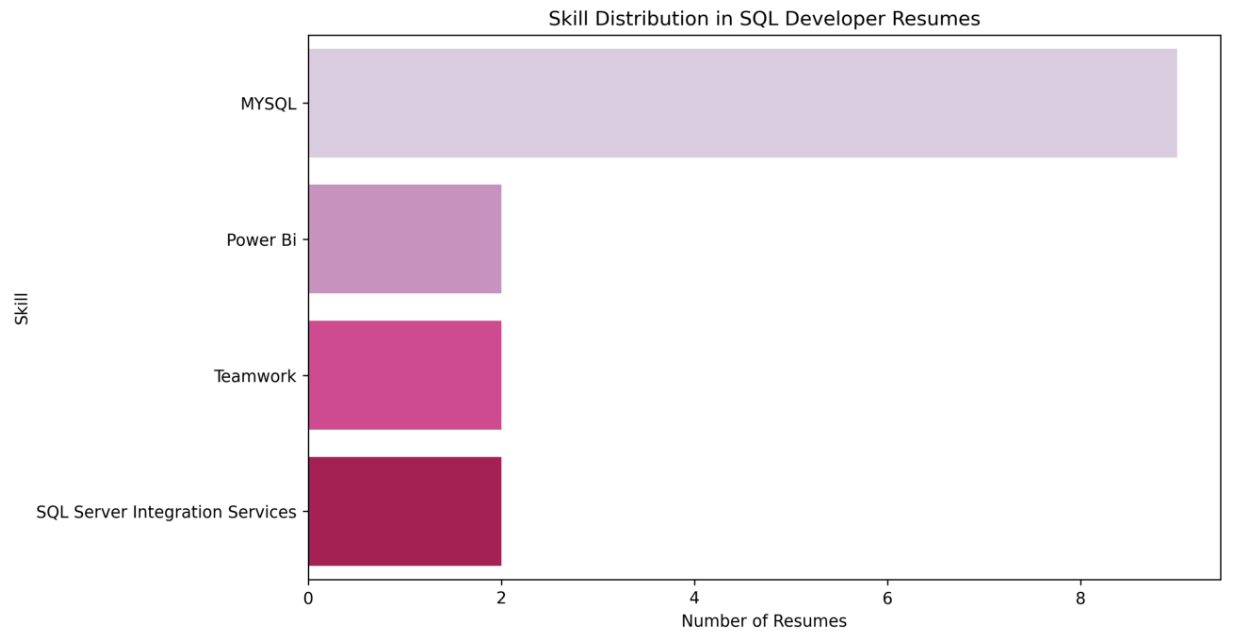 Skill Distribution in SQL Developer Resumes
MYSQL
Power Bi
Teamwork
SQL Server Integration Services
Skill
0 2 4 6 8
Number of Resumes